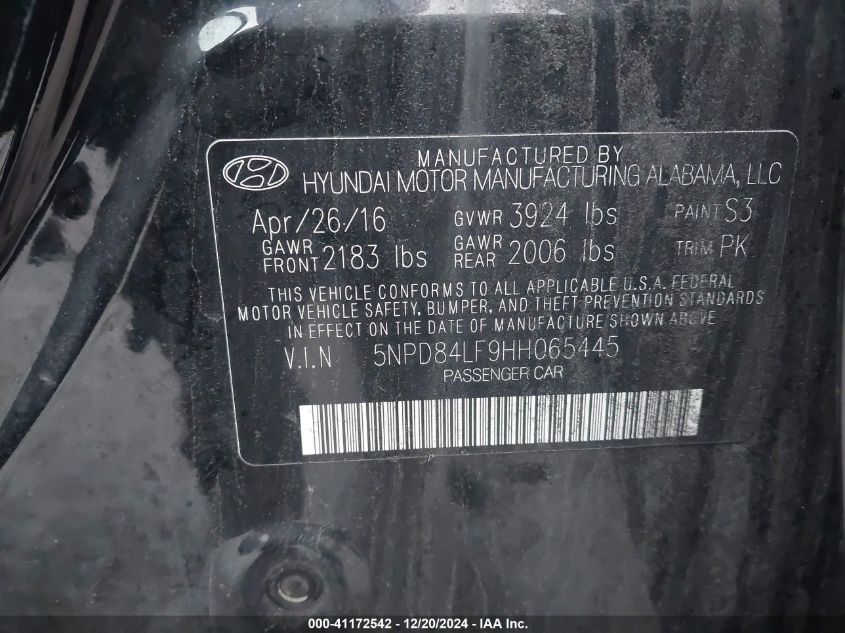 MANUFACTURED BY
HYUNDAI MOTOR MANUFACTURING ALABAMA, LLC
Apr/26/16 GVWR 3924 lbs PAINT S3
GAWR FRONT 2183 lbs GAWR REAR 2006 lbs TRIM PK
THIS VEHICLE CONFORMS TO ALL APPLICABLE U.S.A. FEDERAL
MOTOR VEHICLE SAFETY, BUMPER, AND THEFT PREVENTION STANDARDS
IN EFFECT ON THE DATE OF MANUFACTURE SHOWN ABOVE
V.I.N 5NPD84LF9HH065445
PASSENGER CAR
000-41172542 - 12/20/2024 - IAA Inc.